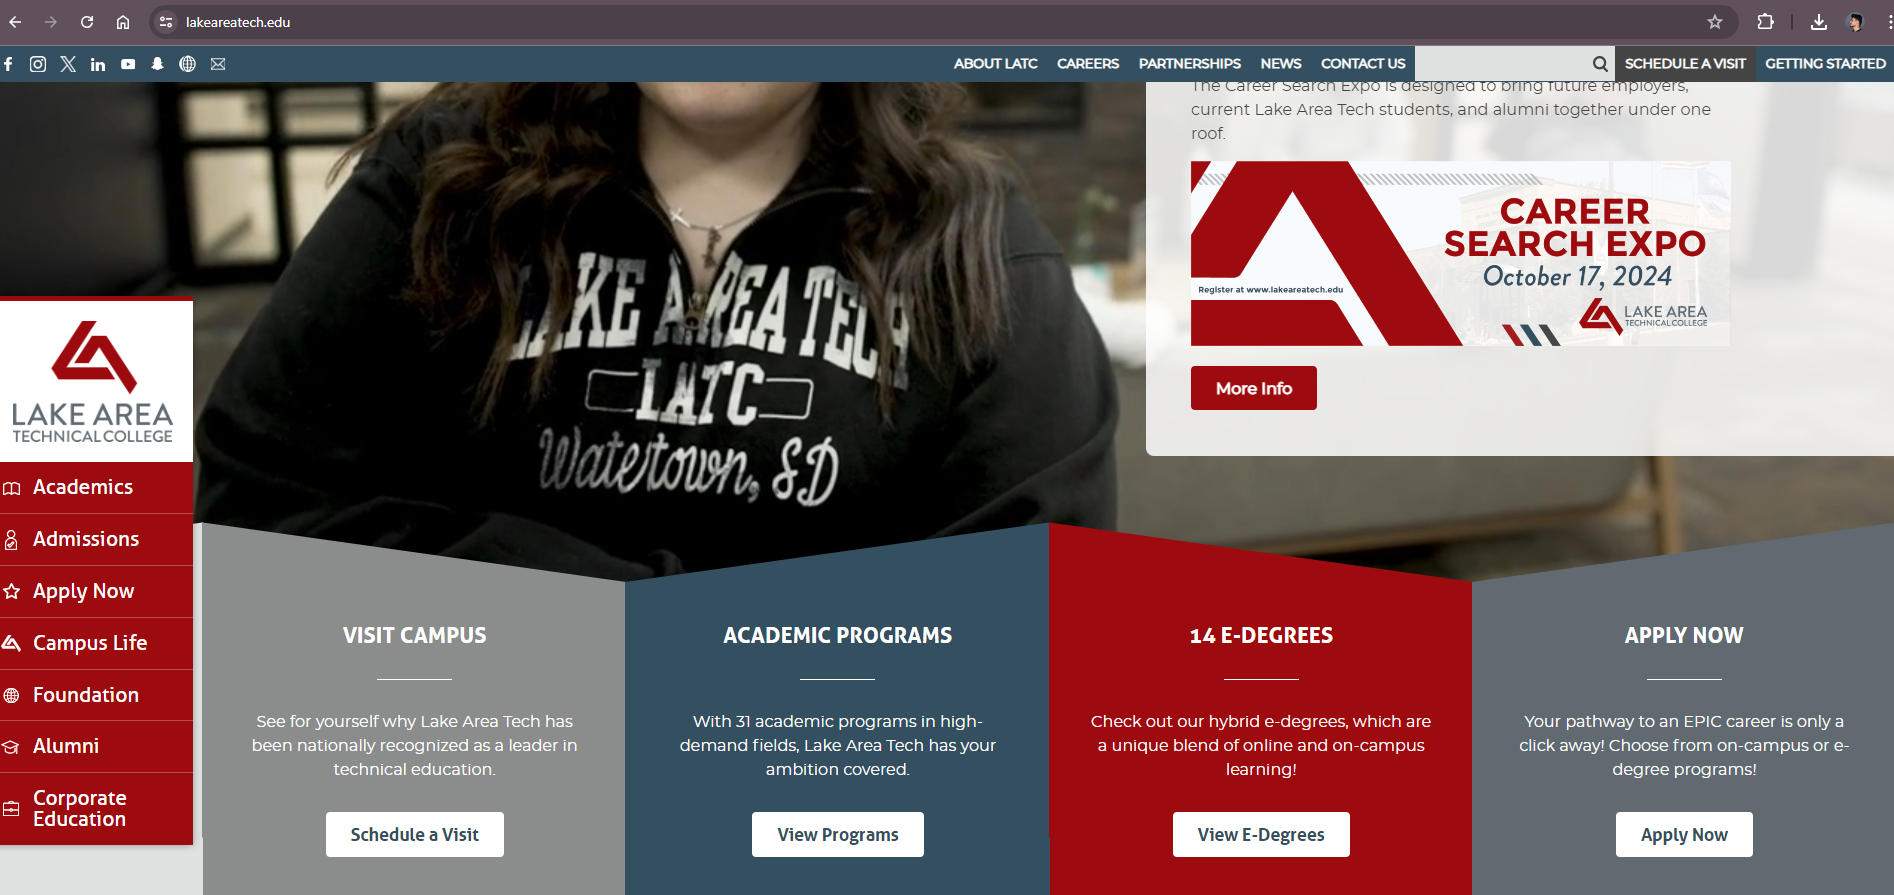 lakeareatech.edu
ABOUT LATC
CAREERS
PARTNERSHIPS
NEWS
CONTACT US
SCHEDULE A VISIT
GETTING STARTED
The Career Search Expo is designed to bring future employers,
current Lake Area Tech students, and alumni together under one
roof.
CAREER
SEARCH EXPO
October 17, 2024
Register at www.lakeareatech.edu
LAKE AREA
TECHNICAL COLLEGE
More Info
LAKE AREA TECH
LATC
Watertown, SD
LAKE AREA
TECHNICAL COLLEGE
Academics
Admissions
Apply Now
Campus Life
Foundation
Alumni
Corporate
Education
VISIT CAMPUS
See for yourself why Lake Area Tech has
been nationally recognized as a leader in
technical education.
Schedule a Visit
ACADEMIC PROGRAMS
With 31 academic programs in high-
demand fields, Lake Area Tech has your
ambition covered.
View Programs
14 E-DEGREES
Check out our hybrid e-degrees, which are
a unique blend of online and on-campus
learning!
View E-Degrees
APPLY NOW
Your pathway to an EPIC career is only a
click away! Choose from on-campus or e-
degree programs!
Apply Now